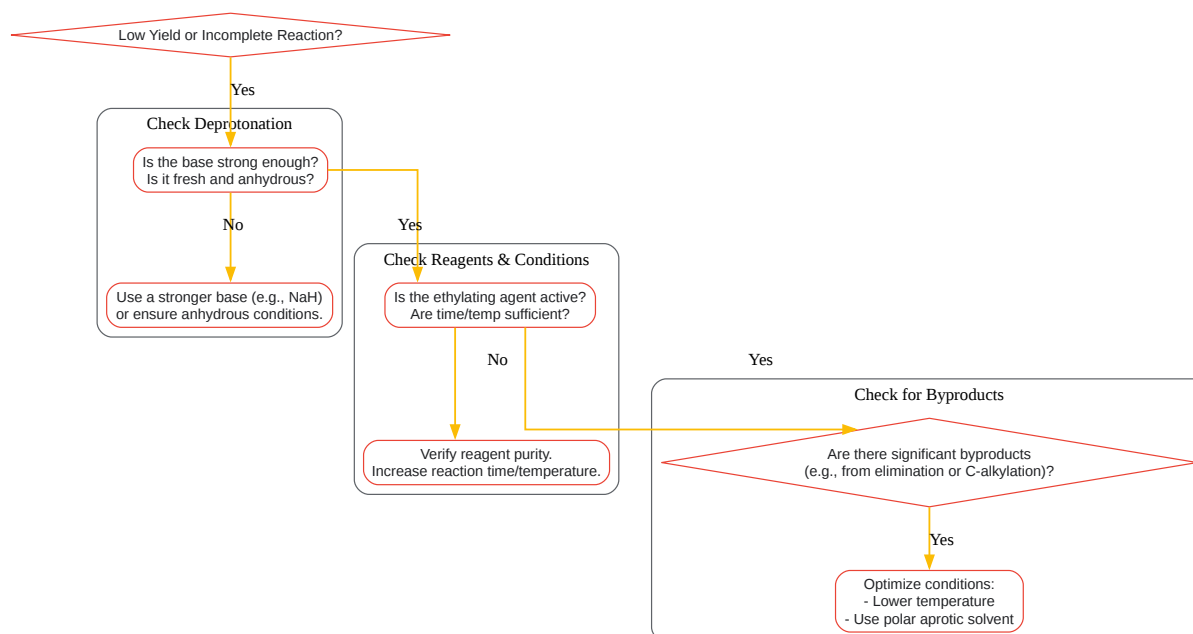 Low Yield or Incomplete Reaction?
Yes
Check Deprotonation
Is the base strong enough?
Is it fresh and anhydrous?
No
Yes
Use a stronger base (e.g., NaH)
or ensure anhydrous conditions.
Check Reagents & Conditions
Is the ethylating agent active?
Are time/temp sufficient?
No
Yes
Verify reagent purity.
Increase reaction time/temperature.
Check for Byproducts
Are there significant byproducts
(e.g., from elimination or C-alkylation)?
Yes
Optimize conditions:
- Lower temperature
- Use polar aprotic solvent